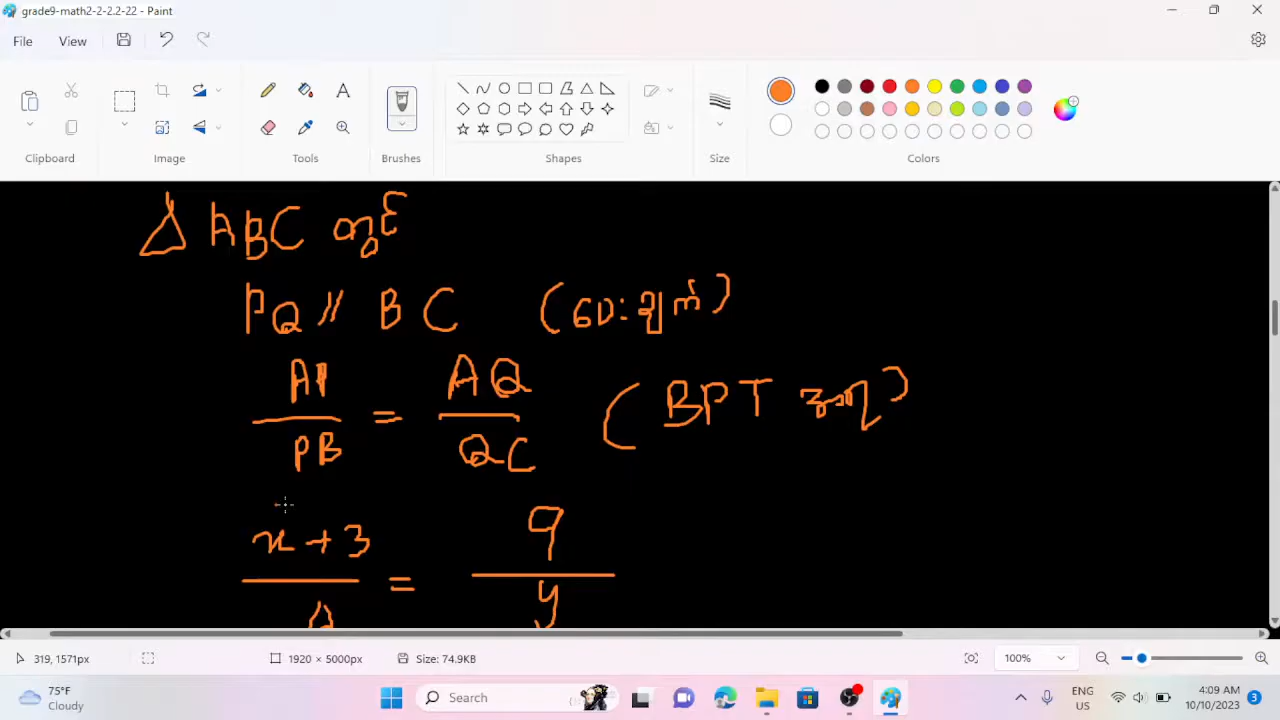 grade9-math2-2-2.2-22 - Paint
File View
Clipboard Image Tools Brushes Shapes Size Colors
Δ ABC တွင်
PQ // BC (ပေးချက်)
AP/PB = AQ/QC (BPT အရ)
x+3/ = 9/y
319, 1571px 1920 × 5000px Size: 74.9KB 100%
75°F
Cloudy
Search
ENG
US
4:09 AM
10/10/2023
3